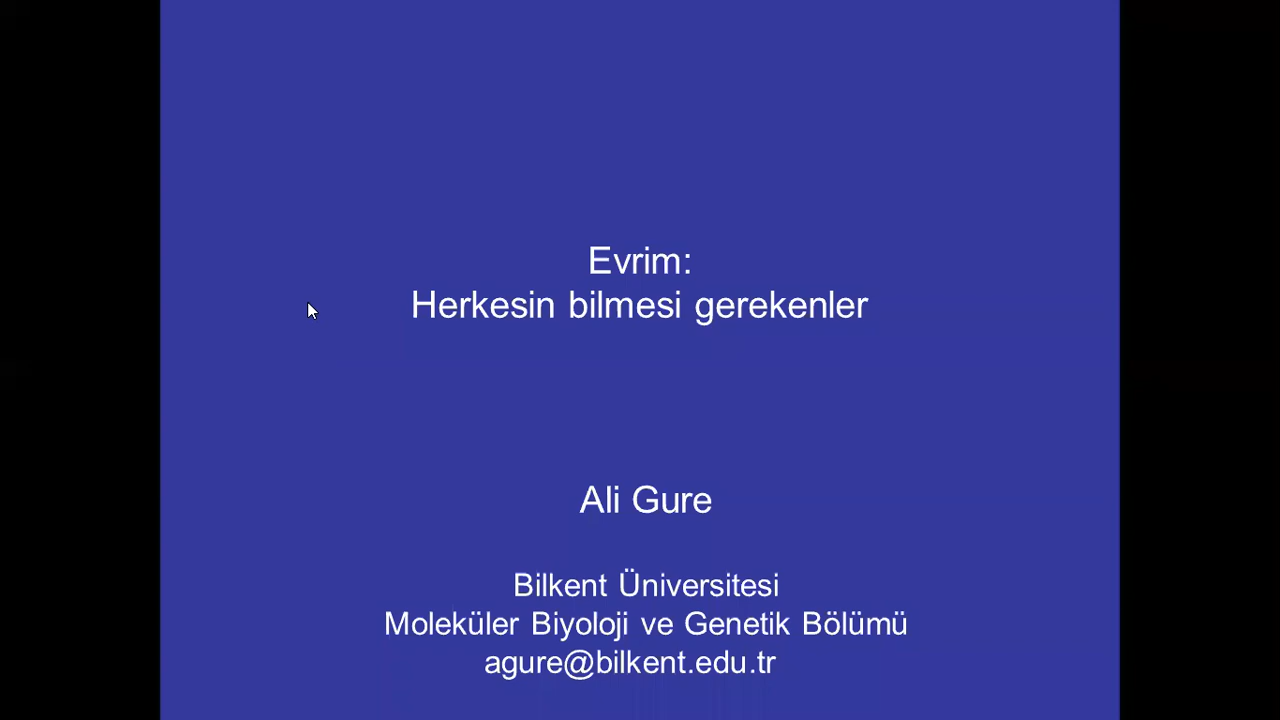 Evrim:
Herkesin bilmesi gerekenler
Ali Gure
Bilkent Üniversitesi
Moleküler Biyoloji ve Genetik Bölümü
agure@bilkent.edu.tr